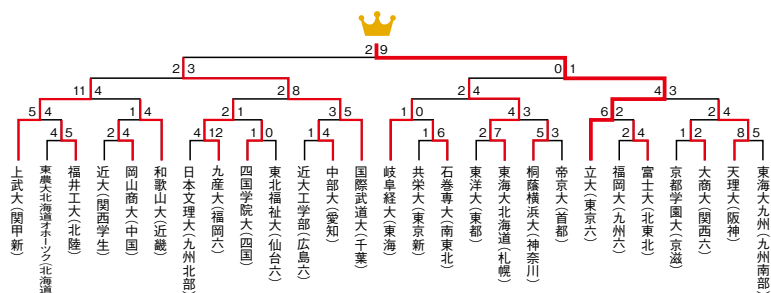 2 9
2 3 0 1
11 4 2 8 2 4 4 3
5 4 1 4 2 1 3 5 1 0 4 3 6 2 2 4
4 5 2 4 4 12 1 0 1 4 1 6 2 7 5 3 2 4 1 2 8 5
上武大(関甲新)
東農大北海道オホーツク(北海道
福井工大(北陸)
近大(関西学生)
岡山商大(中国)
和歌山大(近畿)
日本文理大(九州北部)
九産大(福岡六)
四国学院大(四国)
東北福祉大(仙台六)
近大工学部(広島六)
中部大(愛知)
国際武道大(千葉)
岐阜経大(東海)
共栄大(東京新)
石巻専大(南東北)
東洋大(東都)
東海大北海道(札幌)
桐蔭横浜大(神奈川)
帝京大(首都)
立大(東京六)
福岡大(九州六)
富士大(北東北)
京都学園大(京滋)
大商大(関西六)
天理大(阪神)
東海大九州(九州南部)